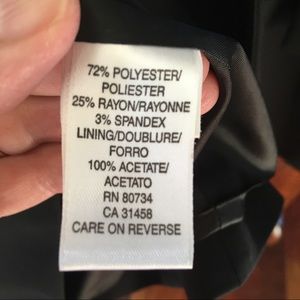 72% POLYESTER/
POLIESTER
25% RAYON/RAYONNE
3% SPANDEX
LINING/DOUBLURE/
FORRO
100% ACETATE/
ACETATO
RN 80734
CA 31458
CARE ON REVERSE